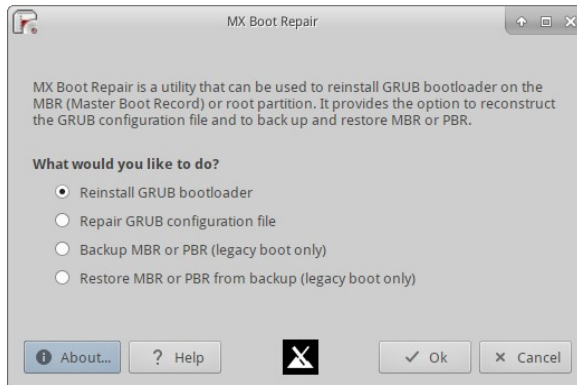 MX Boot Repair
MX Boot Repair is a utility that can be used to reinstall GRUB bootloader on the
MBR (Master Boot Record) or root partition. It provides the option to reconstruct
the GRUB configuration file and to back up and restore MBR or PBR.
What would you like to do?
Reinstall GRUB bootloader
Repair GRUB configuration file
Backup MBR or PBR (legacy boot only)
Restore MBR or PBR from backup (legacy boot only)
About... ? Help Ok Cancel